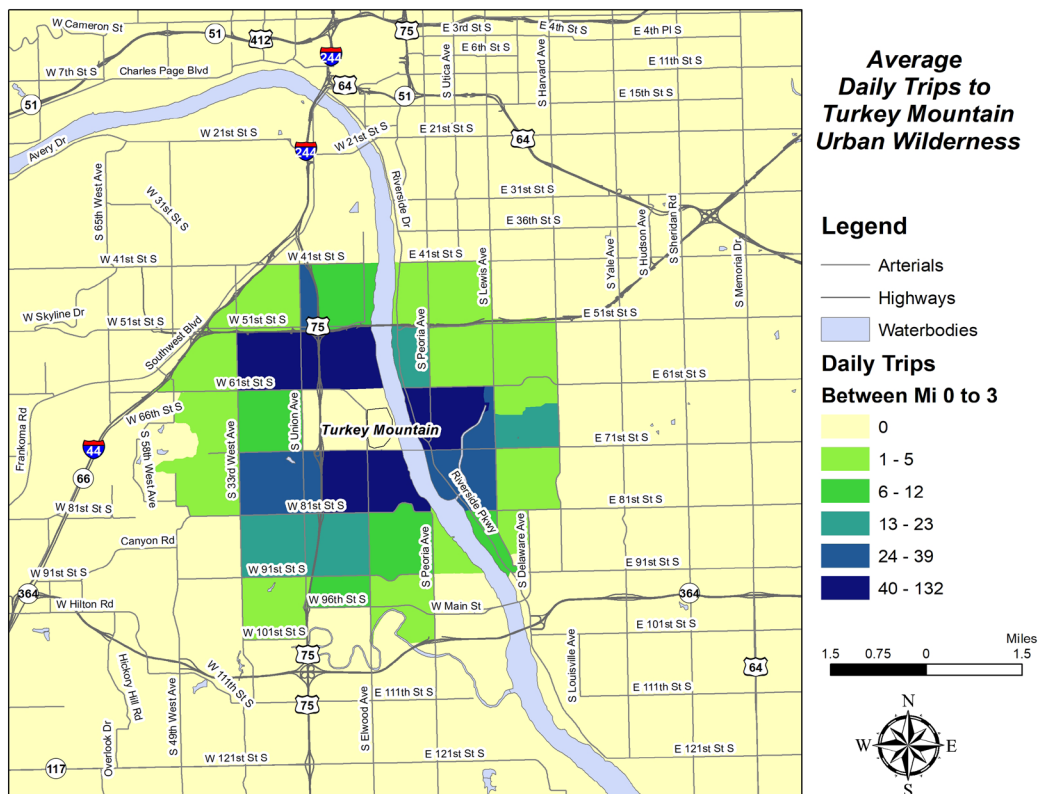 W Cameron St
51
412
75
E 3rd St S
E 4th St S
E 4th Pl S
E 6th St S
W 7th St S
Charles Page Blvd
244
64
S Utica Ave
S Harvard Ave
E 11th St S
51
51
E 15th St S
Avery Dr
W 21st St S
244
W 21st St S
E 21st St S
64
S 65th West Ave
W 31st St S
Riverside Dr
E 31st St S
E 36th St S
S Yale Ave
S Hudson Ave
S Sheridan Rd
S Memorial Dr
W 41st St S
W 41st St S
E 41st St S
S Lewis Ave
W Skyline Dr
W 51st St S
W 51st St S
75
S Peoria Ave
E 51st St S
Southwest Blvd
W 61st St S
E 61st St S
Frankoma Rd
W 66th St S
44
66
S 58th West Ave
S 33rd West Ave
S Union Ave
Turkey Mountain
E 71st St S
W 81st St S
W 81st St S
Riverside Pkwy
E 81st St S
Canyon Rd
S Peoria Ave
S Delaware Ave
W 91st St S
W 91st St S
E 91st St S
364
W Hilton Rd
W 96th St S
W Main St
364
W 101st St S
E 101st St S
75
Hickory Hill Rd
W 111th St S
S Louisville Ave
64
S 49th West Ave
75
S Elwood Ave
E 111th St S
E 111th St S
Overlook Dr
117
W 121st St S
E 121st St S
E 121st St S
Average
Daily Trips to
Turkey Mountain
Urban Wilderness
Legend
Arterials
Highways
Waterbodies
Daily Trips
Between Mi 0 to 3
0
1 - 5
6 - 12
13 - 23
24 - 39
40 - 132
Miles
1.5 0.75 0 1.5
N
W E
S